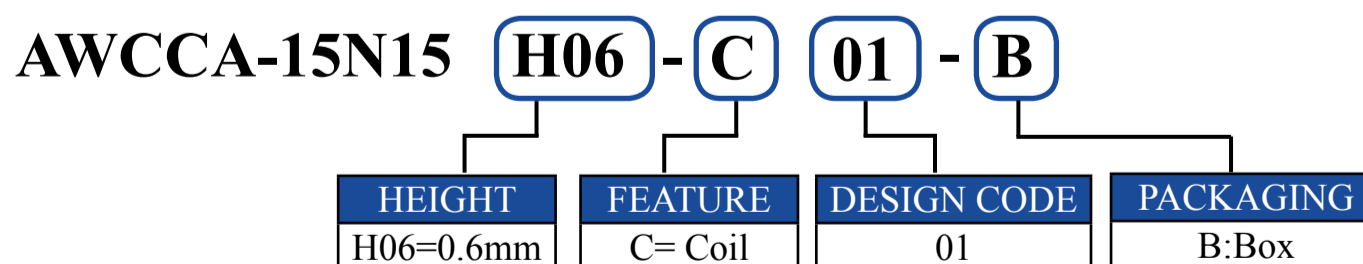 AWCCA-15N15 H06 - C 01 - B
HEIGHT FEATURE DESIGN CODE PACKAGING
H06=0.6mm C= Coil 01 B:Box